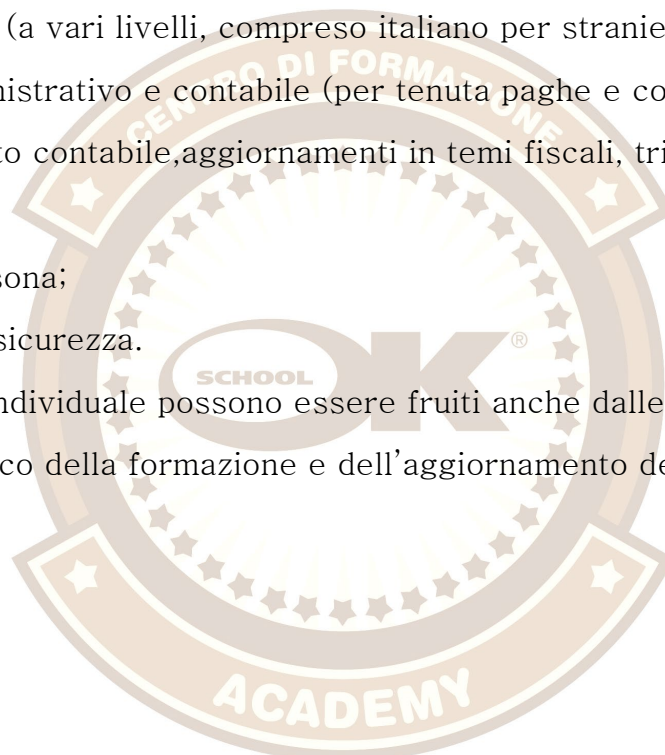 (a vari livelli, compreso italiano per stranie
nistrativo e contabile (per tenuta paghe e co
to contabile,aggiornamenti in temi fiscali, tri
sona;
sicurezza.
ndividuale possono essere fruiti anche dalle
co della formazione e dell’aggiornamento de
CENTRO DI FORMATIONE
SCHOOL
OK ®
ACADEMY